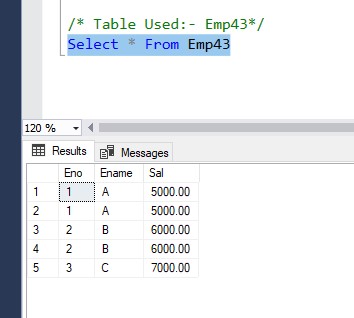 /* Table Used:- Emp43*/
Select * From Emp43
120 %
Results Messages
Eno Ename Sal
1 1 A 5000.00
2 1 A 5000.00
3 2 B 6000.00
4 2 B 6000.00
5 3 C 7000.00